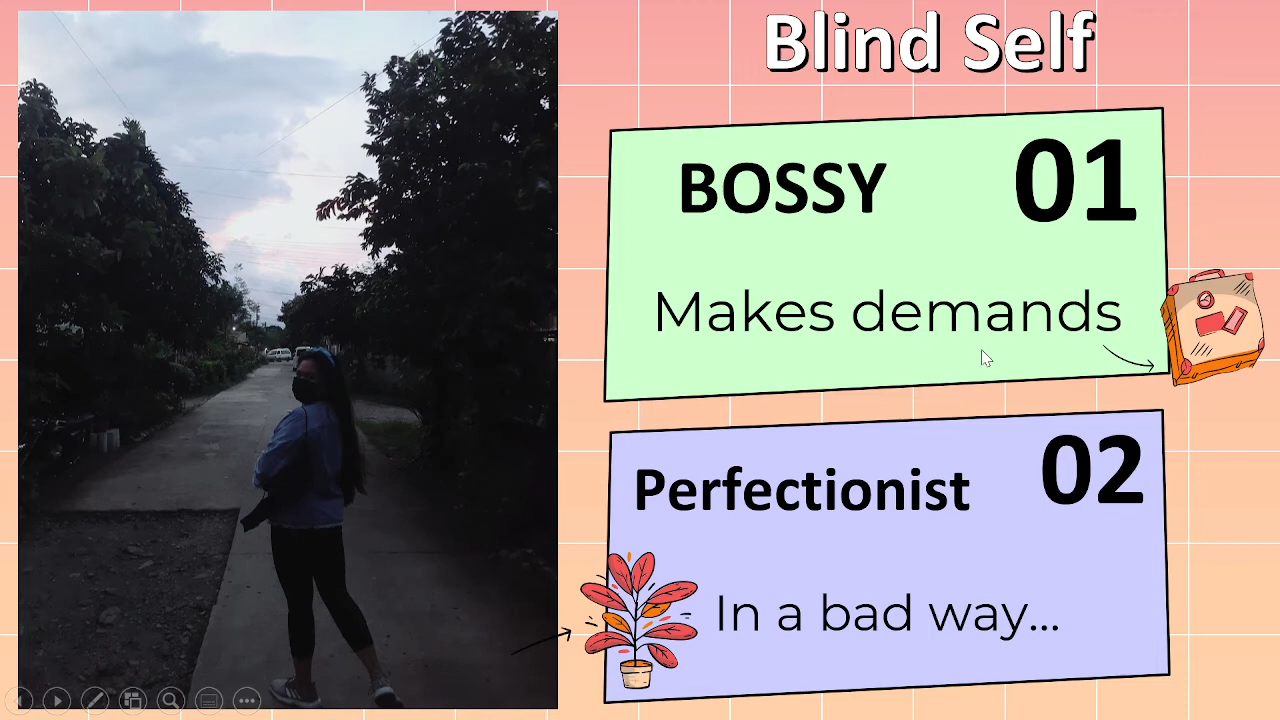 Blind Self
BOSSY 01
Makes demands
Perfectionist 02
In a bad way...